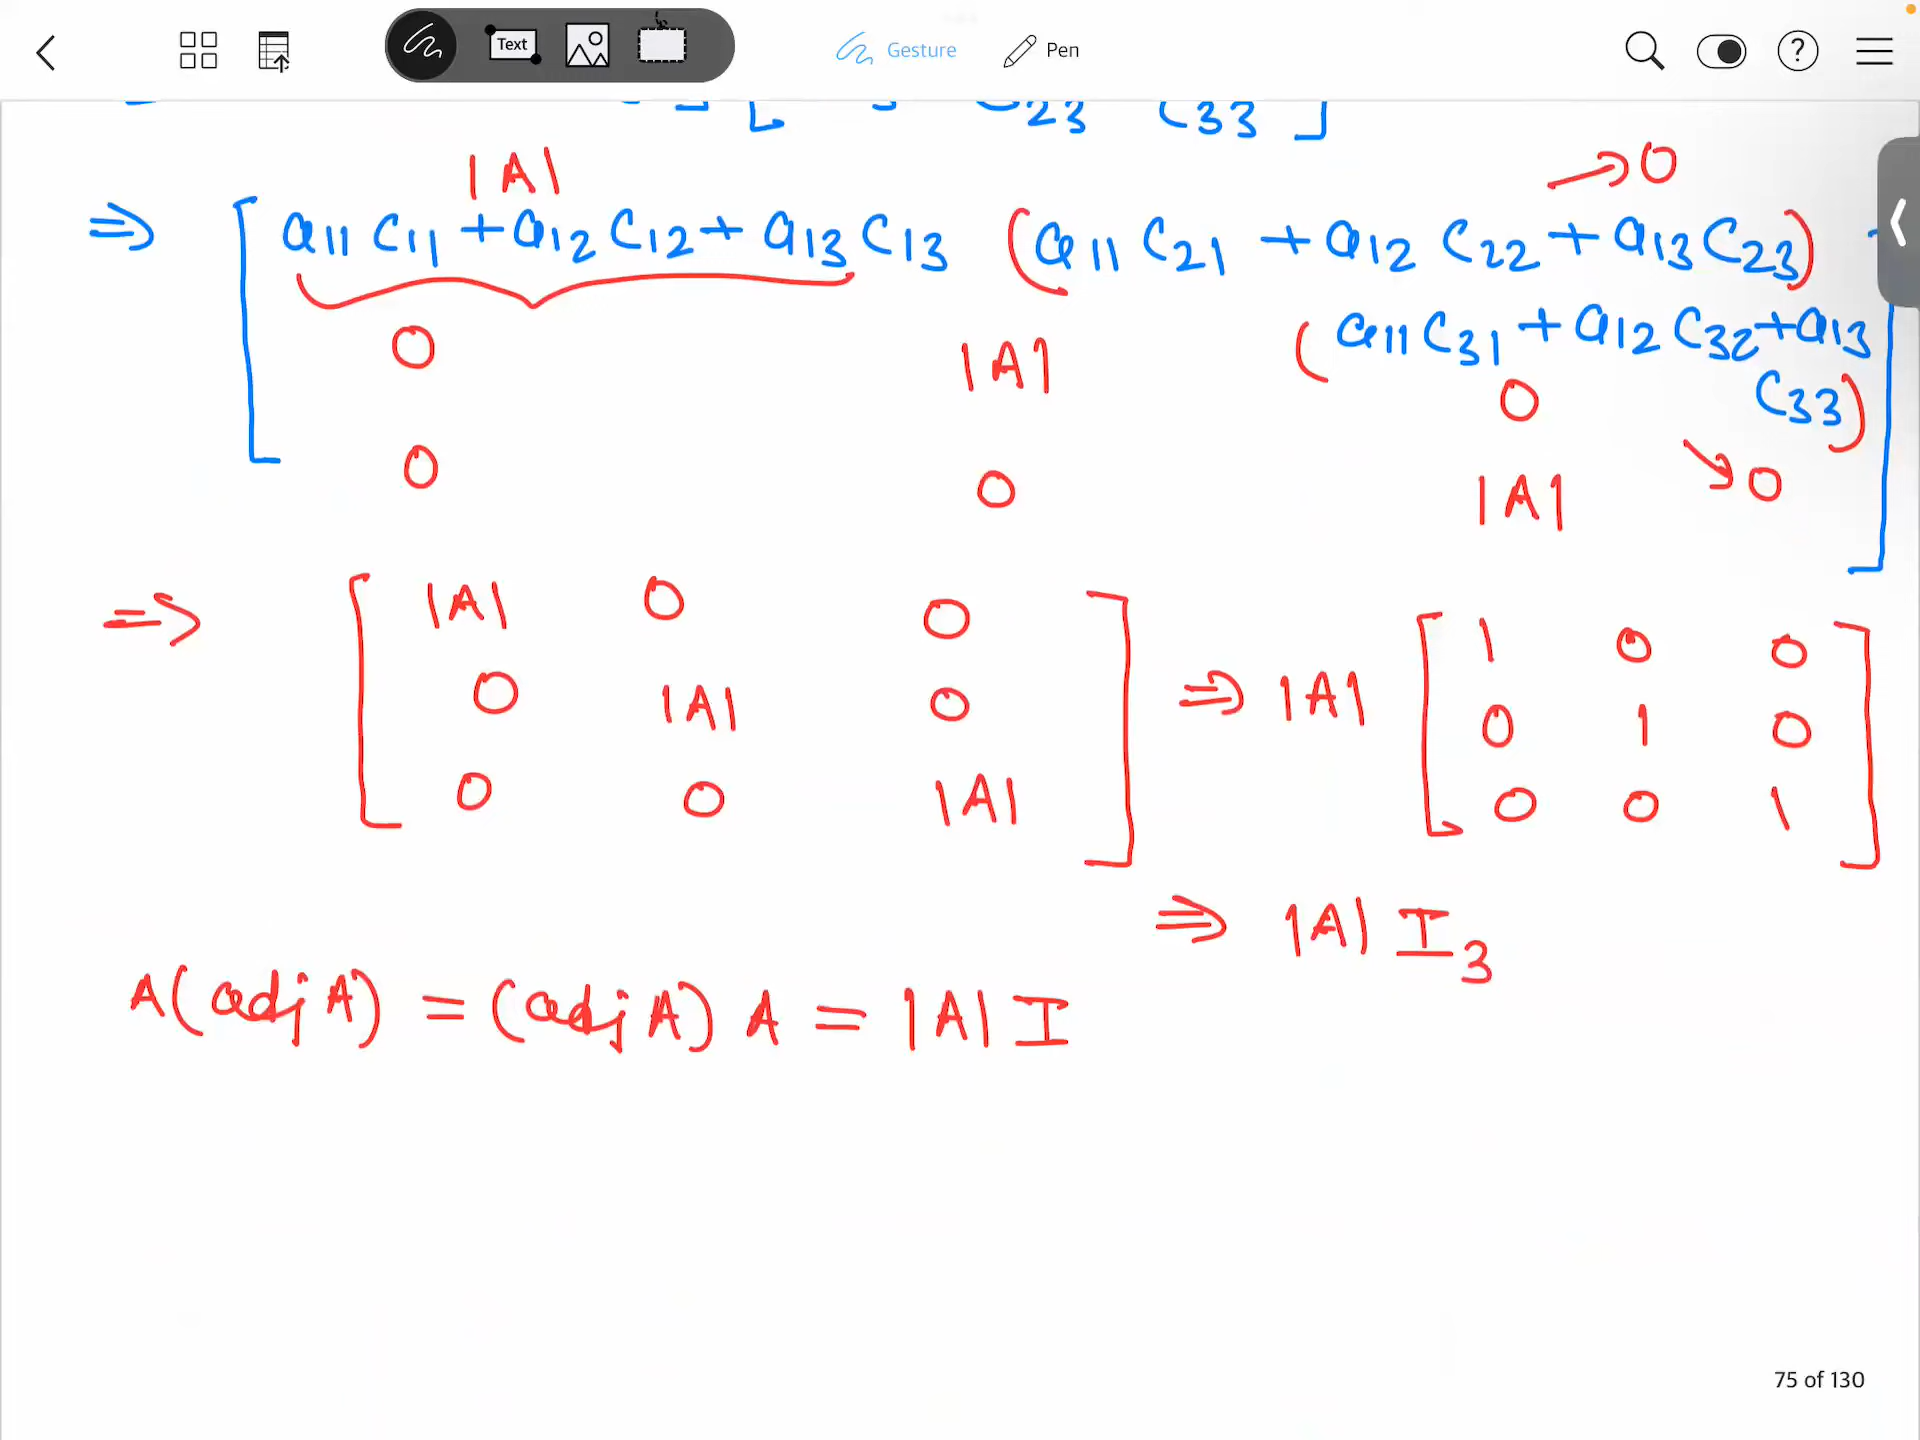 Text Gesture Pen ?
C23 C33 ]
|A| → 0
⇒ [ a11 C11 + a12 C12 + a13 C13 (a11 C21 + a12 C22 + a13 C23)
(a11 C31 + a12 C32 + a13
0 |A| 0 C33)
0 0 |A| ↘ 0 ]
⇒ [ |A| 0 0
0 |A| 0
0 0 |A| ] ⇒ |A| [ 1 0 0
0 1 0
0 0 1 ]
⇒ |A| I3
A(adj A) = (adj A) A = |A| I
75 of 130